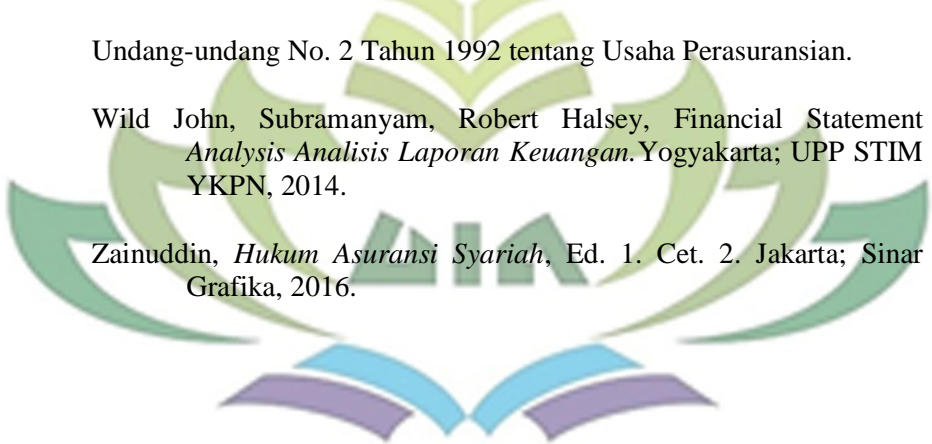 Undang-undang No. 2 Tahun 1992 tentang Usaha Perasuransian.
Wild John, Subramanyam, Robert Halsey, Financial Statement
Analysis Analisis Laporan Keuangan.Yogyakarta; UPP STIM
YKPN, 2014.
Zainuddin, Hukum Asuransi Syariah, Ed. 1. Cet. 2. Jakarta; Sinar
Grafika, 2016.